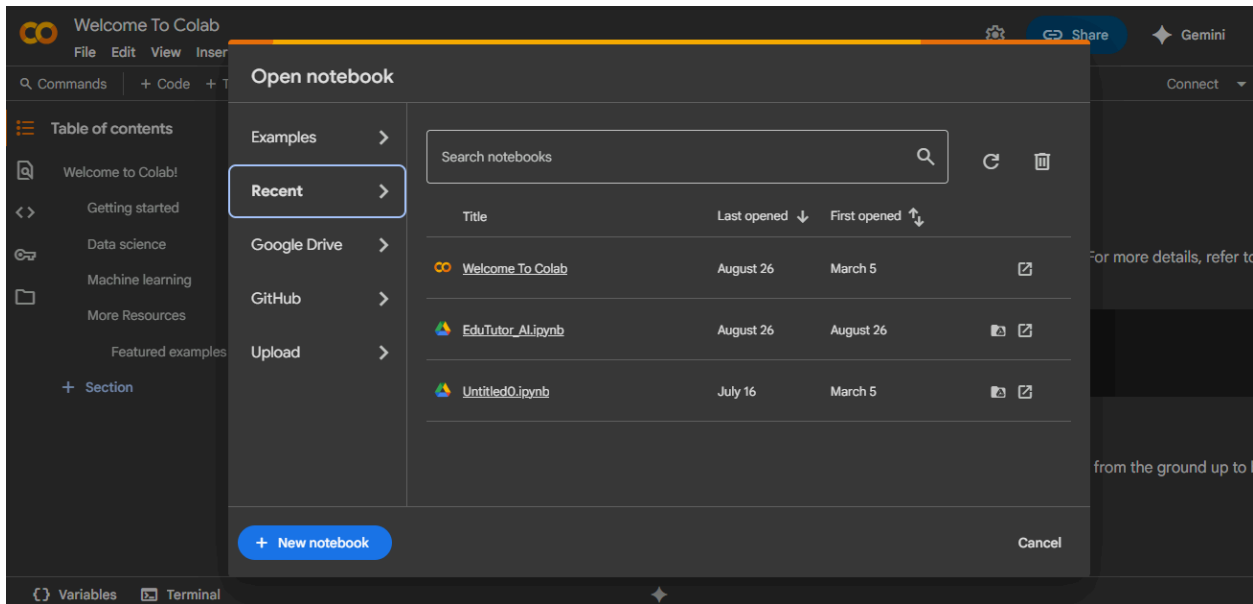 Welcome To Colab
File Edit View Inser
Share
Gemini
Commands
+ Code + T
Connect
Table of contents
Welcome to Colab!
Getting started
Data science
Machine learning
More Resources
Featured examples
+ Section
Open notebook
Examples
Recent
Google Drive
GitHub
Upload
Search notebooks
Title Last opened First opened
Welcome To Colab August 26 March 5
EduTutor_AI.ipynb August 26 August 26
Untitled0.ipynb July 16 March 5
+ New notebook
Cancel
For more details, refer to
from the ground up to
Variables
Terminal